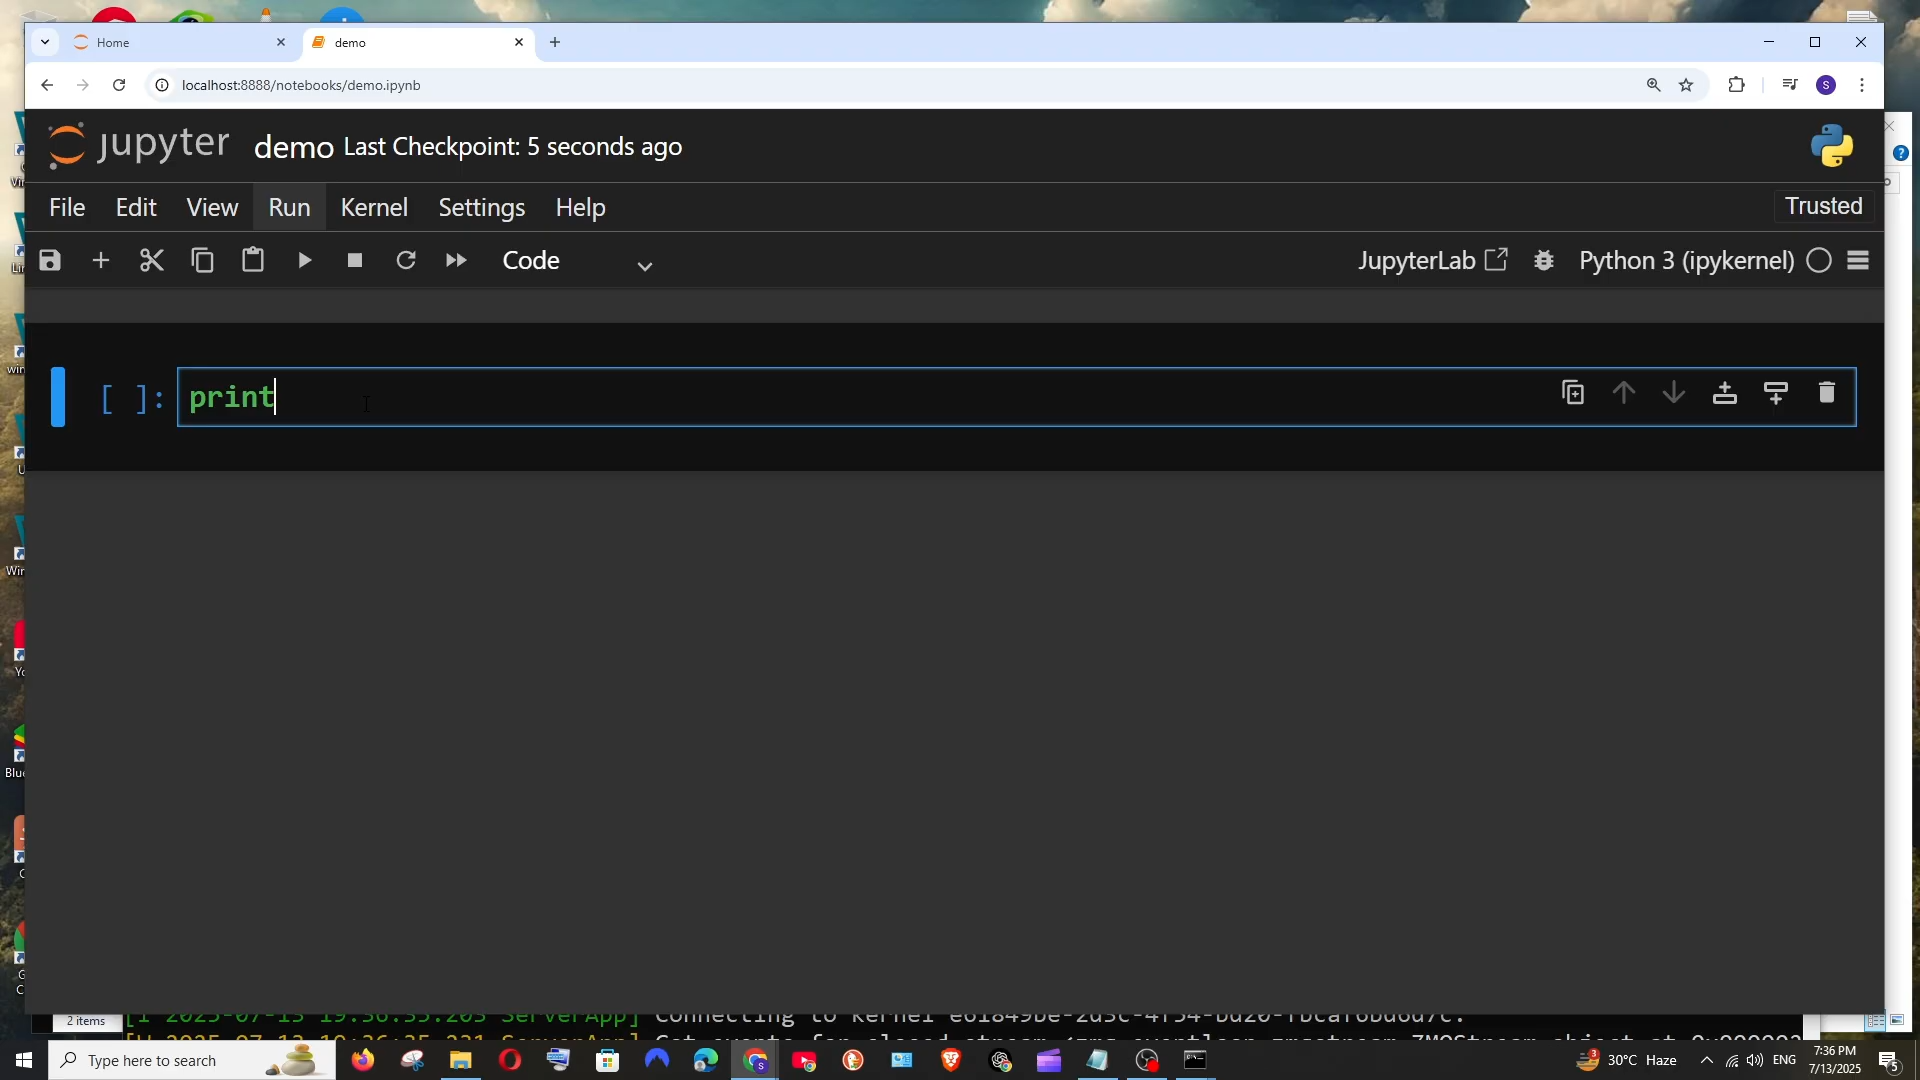 Home
demo
localhost:8888/notebooks/demo.ipynb
S
jupyter demo Last Checkpoint: 5 seconds ago
File Edit View Run Kernel Settings Help
Trusted
Code
JupyterLab
Python 3 (ipykernel)
[ ]: print
2 items
Type here to search
30°C Haze
ENG
7:36 PM
7/13/2025
3
5